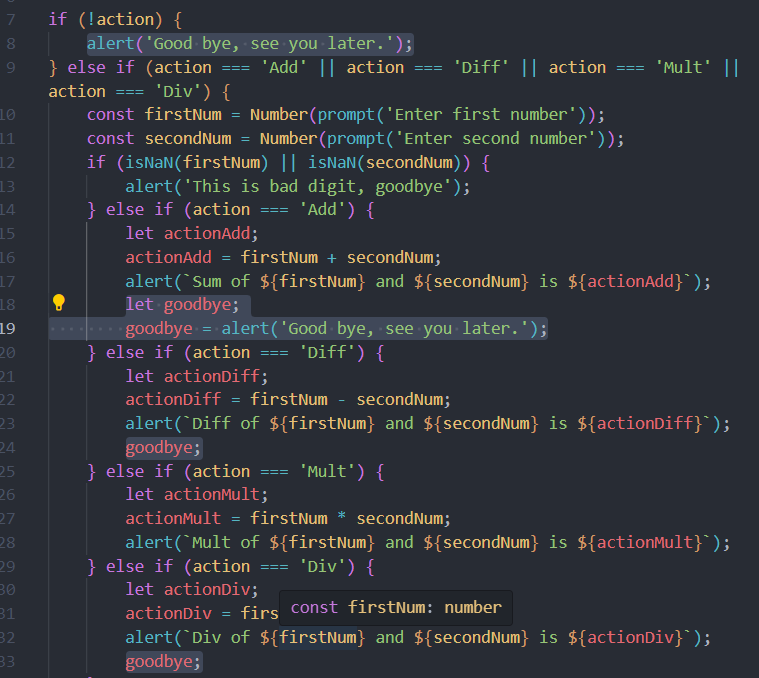 7 if (!action) {
8 alert('Good bye, see you later.');
9 } else if (action === 'Add' || action === 'Diff' || action === 'Mult' ||
action === 'Div') {
10 const firstNum = Number(prompt('Enter first number'));
11 const secondNum = Number(prompt('Enter second number'));
12 if (isNaN(firstNum) || isNaN(secondNum)) {
13 alert('This is bad digit, goodbye');
14 } else if (action === 'Add') {
15 let actionAdd;
16 actionAdd = firstNum + secondNum;
17 alert(`Sum of ${firstNum} and ${secondNum} is ${actionAdd}`);
18 let goodbye;
19 goodbye = alert('Good bye, see you later.');
20 } else if (action === 'Diff') {
21 let actionDiff;
22 actionDiff = firstNum - secondNum;
23 alert(`Diff of ${firstNum} and ${secondNum} is ${actionDiff}`);
24 goodbye;
25 } else if (action === 'Mult') {
26 let actionMult;
27 actionMult = firstNum * secondNum;
28 alert(`Mult of ${firstNum} and ${secondNum} is ${actionMult}`);
29 } else if (action === 'Div') {
30 let actionDiv;
31 actionDiv = firs
const firstNum: number
32 alert(`Div of ${firstNum} and ${secondNum} is ${actionDiv}`);
33 goodbye;